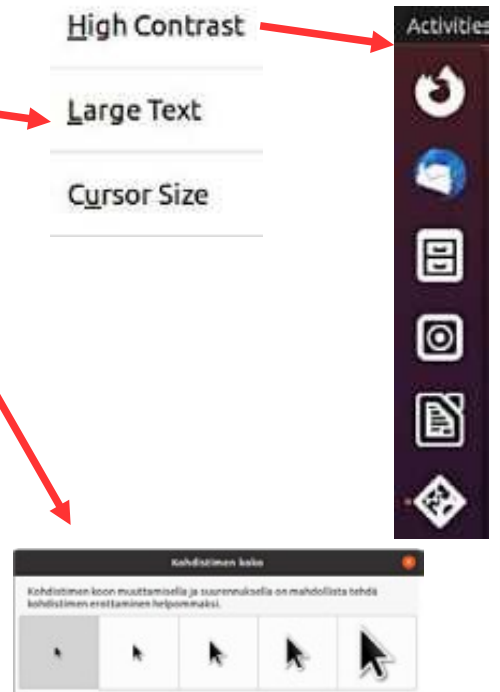 High Contrast
Activities
Large Text
Cursor Size
Kohdistimen koko
Kohdistimen koon muuttamisella ja suurennuksella on mahdollista tehdä
kohdistimen erottaminen helpommaksi.